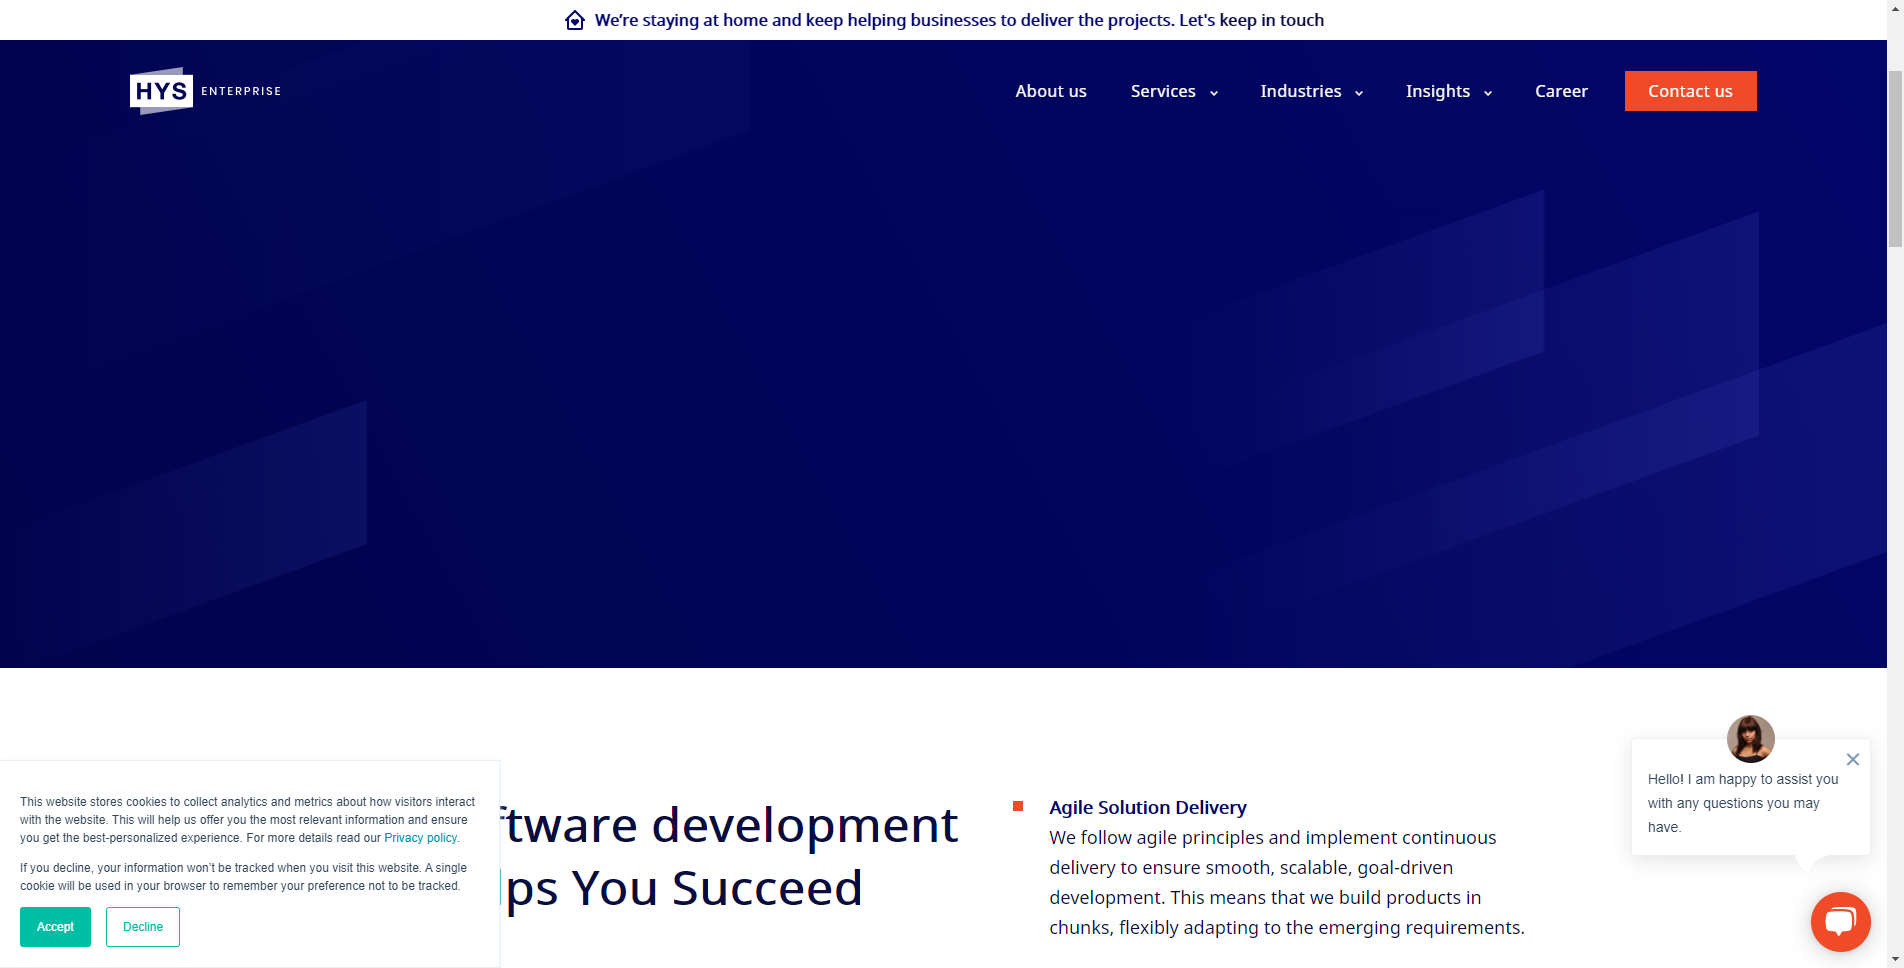 We’re staying at home and keep helping businesses to deliver the projects. Let's keep in touch
HYS ENTERPRISE
About us
Services
Industries
Insights
Career
Contact us
This website stores cookies to collect analytics and metrics about how visitors interact
with the website. This will help us offer you the most relevant information and ensure
you get the best-personalized experience. For more details read our Privacy policy.
If you decline, your information won’t be tracked when you visit this website. A single
cookie will be used in your browser to remember your preference not to be tracked.
Accept
Decline
ftware development
lps You Succeed
Agile Solution Delivery
We follow agile principles and implement continuous
delivery to ensure smooth, scalable, goal-driven
development. This means that we build products in
chunks, flexibly adapting to the emerging requirements.
Hello! I am happy to assist you
with any questions you may
have.